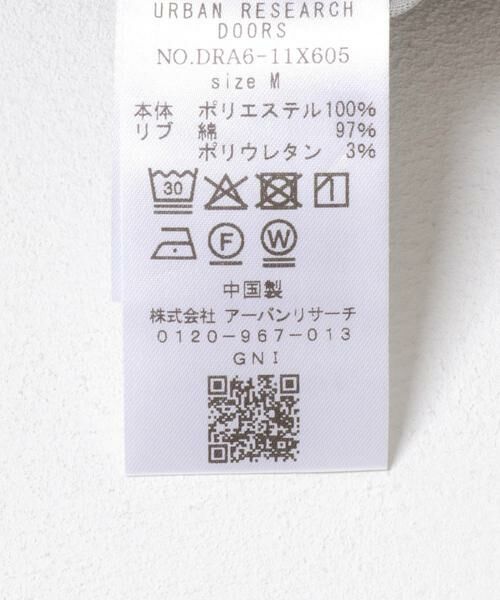 URBAN RESEARCH
DOORS
NO.DRA6-11X605
size M
本体 ポリエステル100%
リブ 綿 97%
ポリウレタン 3%
30
F W
中国製
株式会社 アーバンリサーチ
0120-967-013
GNI